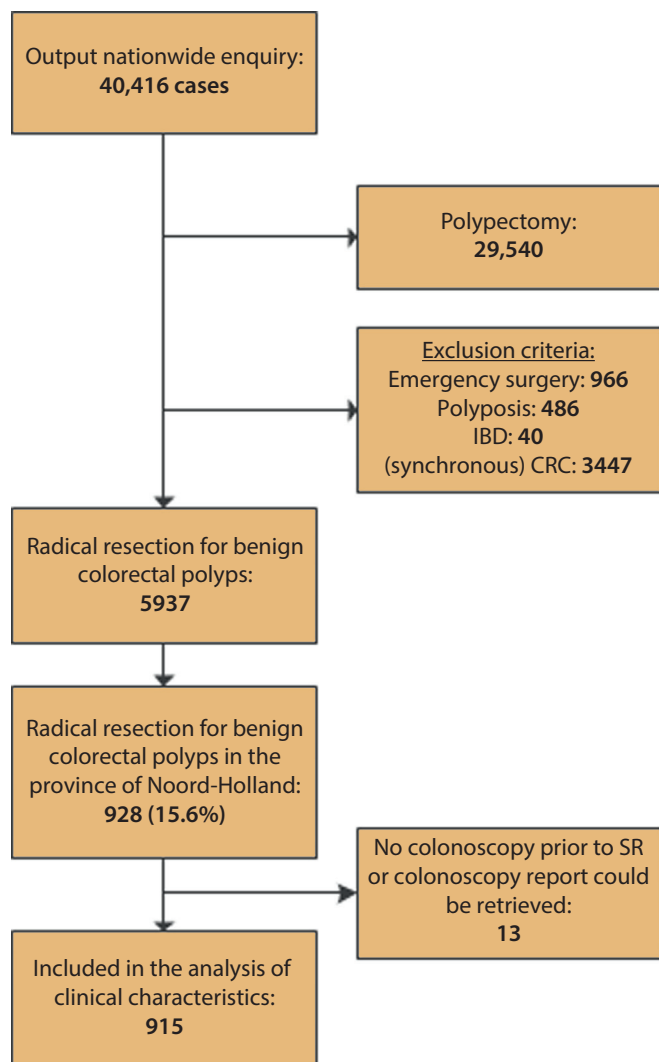 Output nationwide enquiry:
40,416 cases
Polypectomy:
29,540
Exclusion criteria:
Emergency surgery: 966
Polyposis: 486
IBD: 40
(synchronous) CRC: 3447
Radical resection for benign
colorectal polyps:
5937
Radical resection for benign
colorectal polyps in the
province of Noord-Holland:
928 (15.6%)
No colonoscopy prior to SR
or colonoscopy report could
be retrieved:
13
Included in the analysis of
clinical characteristics:
915